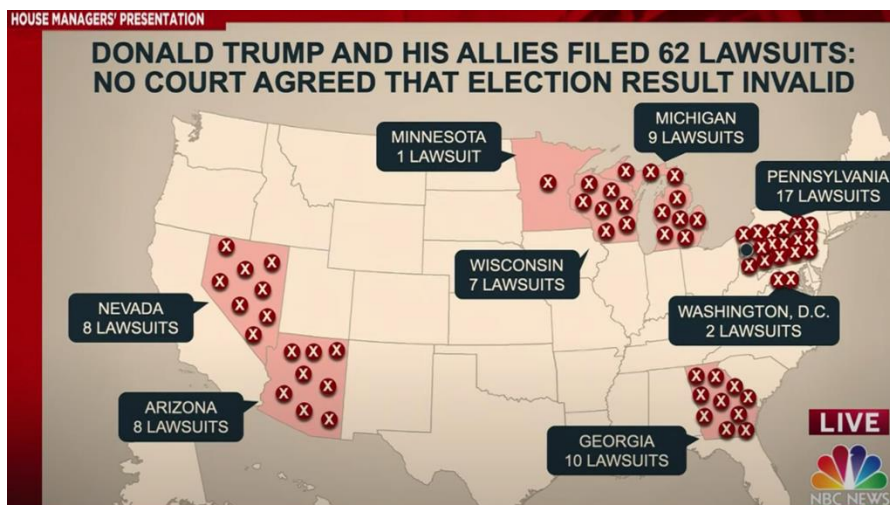 HOUSE MANAGERS' PRESENTATION
DONALD TRUMP AND HIS ALLIES FILED 62 LAWSUITS:
NO COURT AGREED THAT ELECTION RESULT INVALID
MINNESOTA
1 LAWSUIT
MICHIGAN
9 LAWSUITS
PENNSYLVANIA
17 LAWSUITS
WISCONSIN
7 LAWSUITS
NEVADA
8 LAWSUITS
WASHINGTON, D.C.
2 LAWSUITS
ARIZONA
8 LAWSUITS
GEORGIA
10 LAWSUITS
LIVE
NBC NEWS